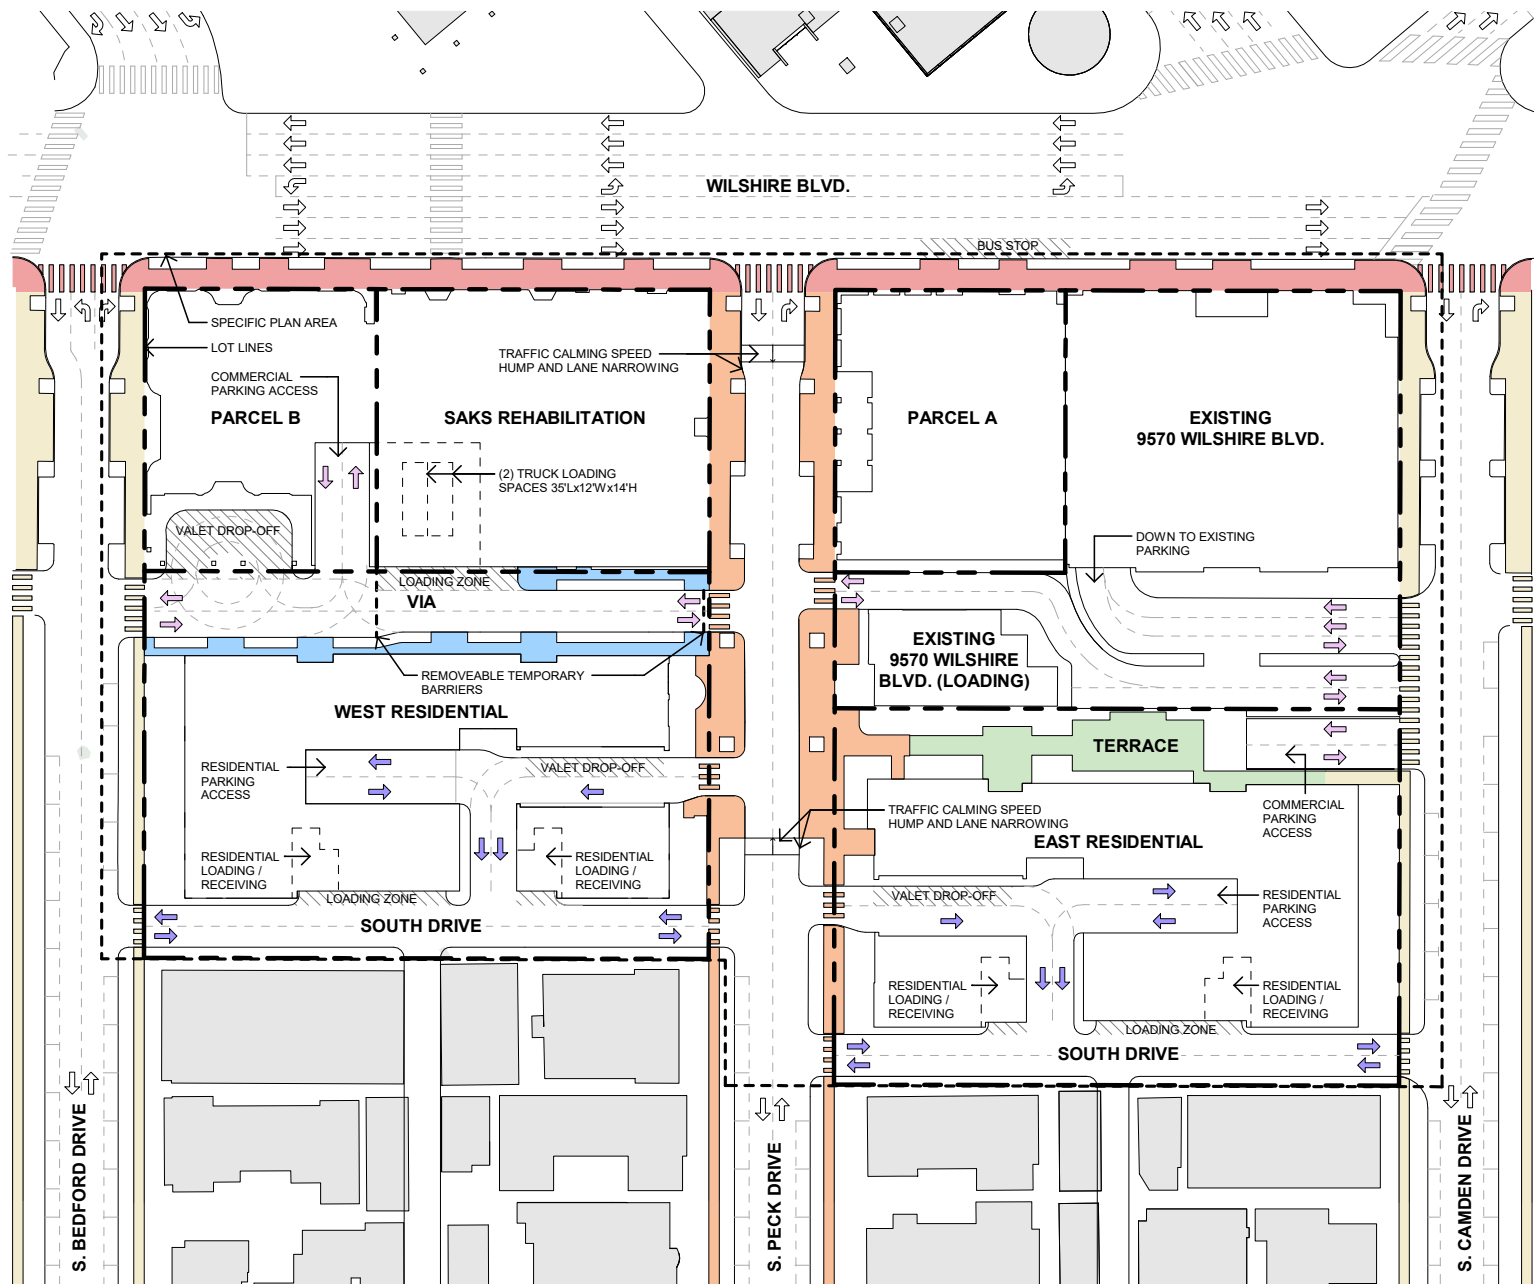 WILSHIRE BLVD.
BUS STOP
SPECIFIC PLAN AREA
LOT LINES
COMMERCIAL
PARKING ACCESS
TRAFFIC CALMING SPEED
HUMP AND LANE NARROWING
PARCEL B
SAKS REHABILITATION
PARCEL A
EXISTING
9570 WILSHIRE BLVD.
(2) TRUCK LOADING
SPACES 35'Lx12'Wx14'H
VALET DROP-OFF
DOWN TO EXISTING
PARKING
LOADING ZONE
VIA
EXISTING
9570 WILSHIRE
BLVD. (LOADING)
REMOVEABLE TEMPORARY
BARRIERS
WEST RESIDENTIAL
TERRACE
RESIDENTIAL
PARKING
ACCESS
VALET DROP-OFF
TRAFFIC CALMING SPEED
HUMP AND LANE NARROWING
COMMERCIAL
PARKING
ACCESS
EAST RESIDENTIAL
RESIDENTIAL
LOADING /
RECEIVING
RESIDENTIAL
LOADING /
RECEIVING
LOADING ZONE
VALET DROP-OFF
RESIDENTIAL
PARKING
ACCESS
SOUTH DRIVE
RESIDENTIAL
LOADING /
RECEIVING
RESIDENTIAL
LOADING /
RECEIVING
LOADING ZONE
SOUTH DRIVE
S. BEDFORD DRIVE
S. PECK DRIVE
S. CAMDEN DRIVE